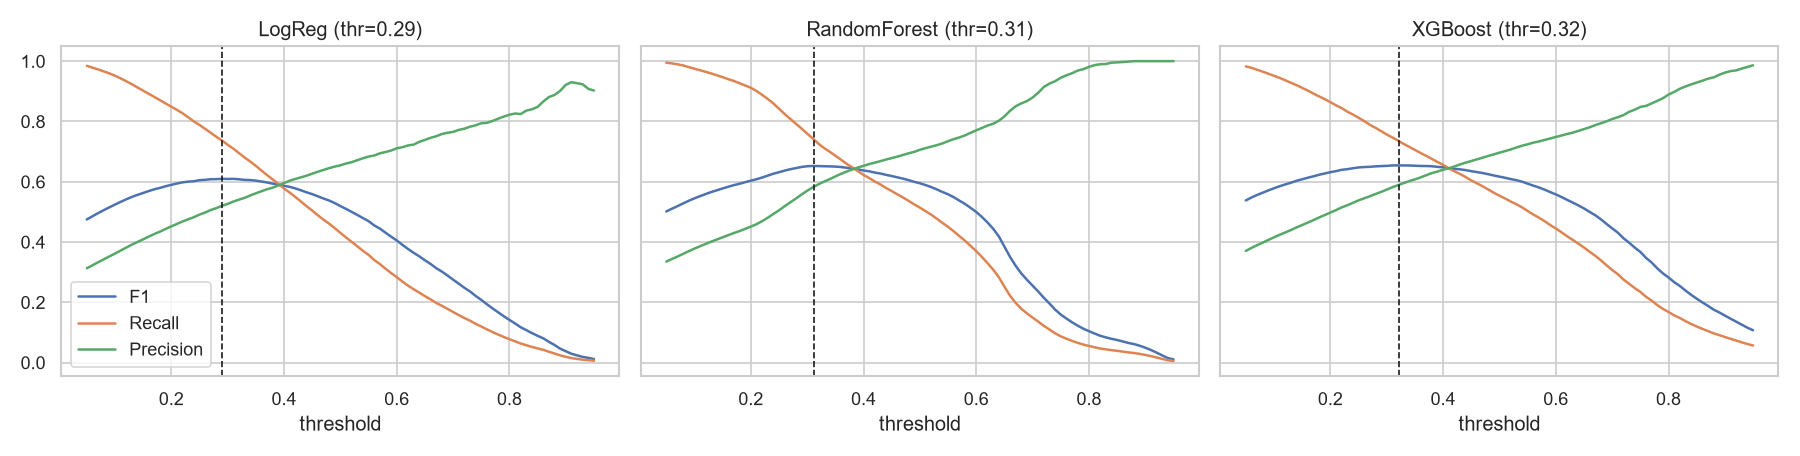 LogReg (thr=0.29)
RandomForest (thr=0.31)
XGBoost (thr=0.32)
1.0
0.8
0.6
0.4
0.2
0.0
F1
Recall
Precision
0.2 0.4 0.6 0.8
0.2 0.4 0.6 0.8
0.2 0.4 0.6 0.8
threshold
threshold
threshold